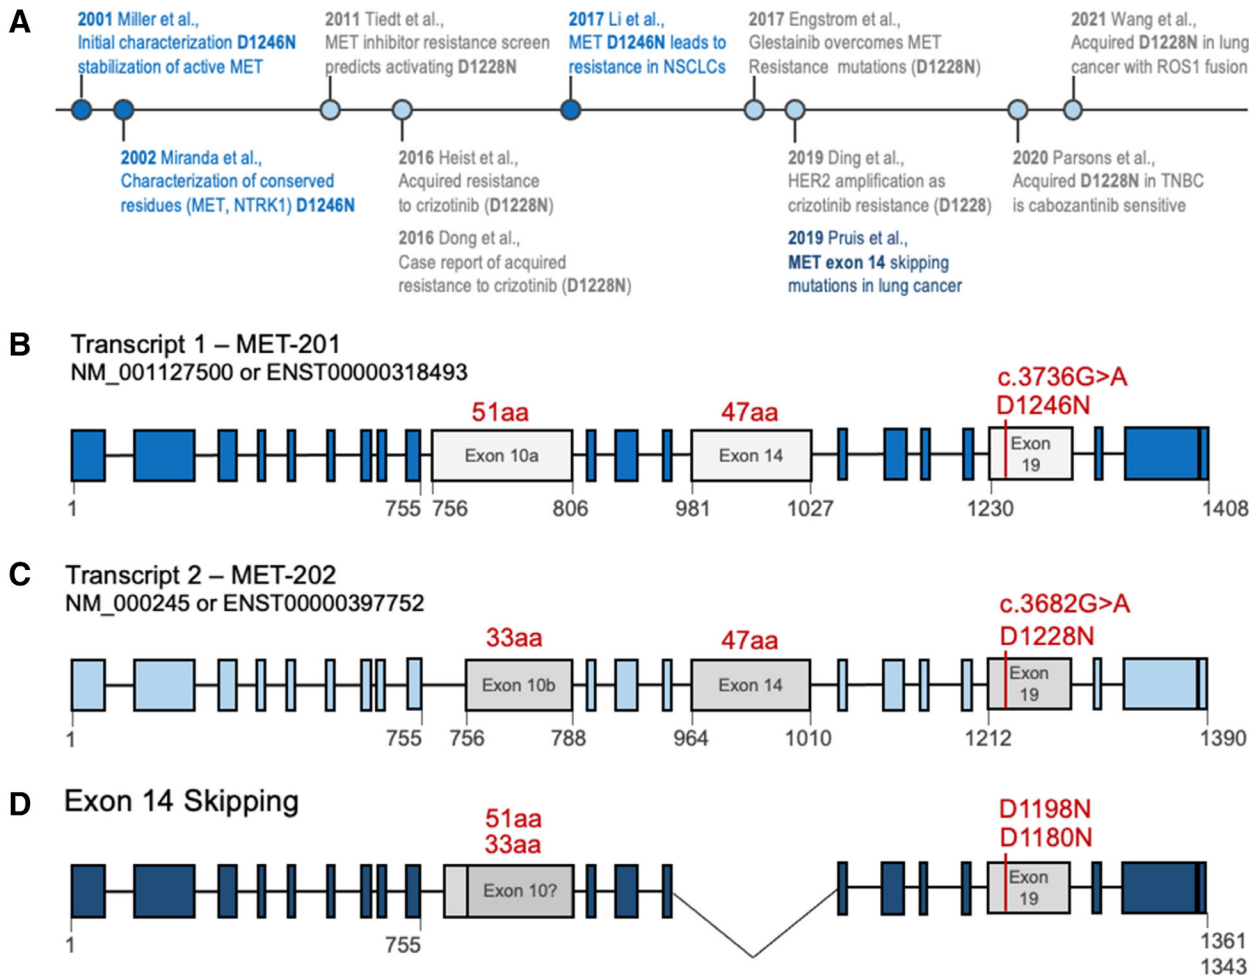 A
2001 Miller et al.,
Initial characterization D1246N
stabilization of active MET
2011 Tiedt et al.,
MET inhibitor resistance screen
predicts activating D1228N
2017 Li et al.,
MET D1246N leads to
resistance in NSCLCs
2017 Engstrom et al.,
Glestainib overcomes MET
Resistance mutations (D1228N)
2021 Wang et al.,
Acquired D1228N in lung
cancer with ROS1 fusion
2002 Miranda et al.,
Characterization of conserved
residues (MET, NTRK1) D1246N
2016 Heist et al.,
Acquired resistance
to crizotinib (D1228N)
2016 Dong et al.,
Case report of acquired
resistance to crizotinib (D1228N)
2019 Ding et al.,
HER2 amplification as
crizotinib resistance (D1228)
2019 Pruis et al.,
MET exon 14 skipping
mutations in lung cancer
2020 Parsons et al.,
Acquired D1228N in TNBC
is cabozantinib sensitive
B
Transcript 1 – MET-201
NM_001127500 or ENST00000318493
51aa
47aa
c.3736G>A
D1246N
Exon 10a
Exon 14
Exon
19
1
755
756
806
981
1027
1230
1408
C
Transcript 2 – MET-202
NM_000245 or ENST00000397752
33aa
47aa
c.3682G>A
D1228N
Exon 10b
Exon 14
Exon
19
1
755
756
788
964
1010
1212
1390
D
Exon 14 Skipping
51aa
33aa
D1198N
D1180N
Exon 10?
Exon
19
1
755
1361
1343